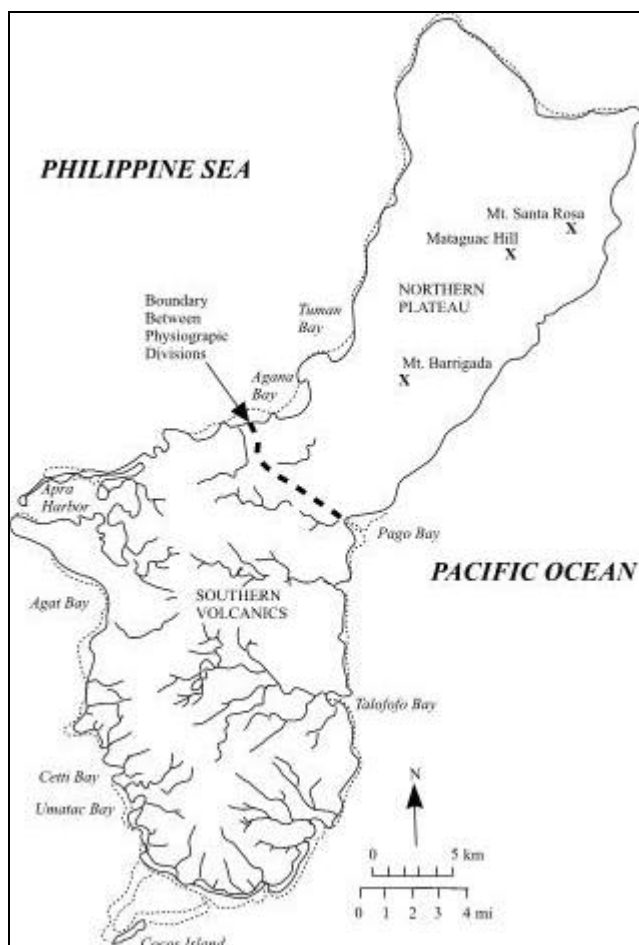 PHILIPPINE SEA
Mt. Santa Rosa
X
Mataguac Hill
X
NORTHERN
PLATEAU
Boundary
Between
Physiograpic
Divisions
Tuman
Bay
Mt. Barrigada
X
Agana
Bay
Apra
Harbor
Pago Bay
PACIFIC OCEAN
SOUTHERN
VOLCANICS
Agat Bay
Talofofo Bay
Cetti Bay
Umatac Bay
N
0 5 km
0 1 2 3 4 mi
Cocos Island